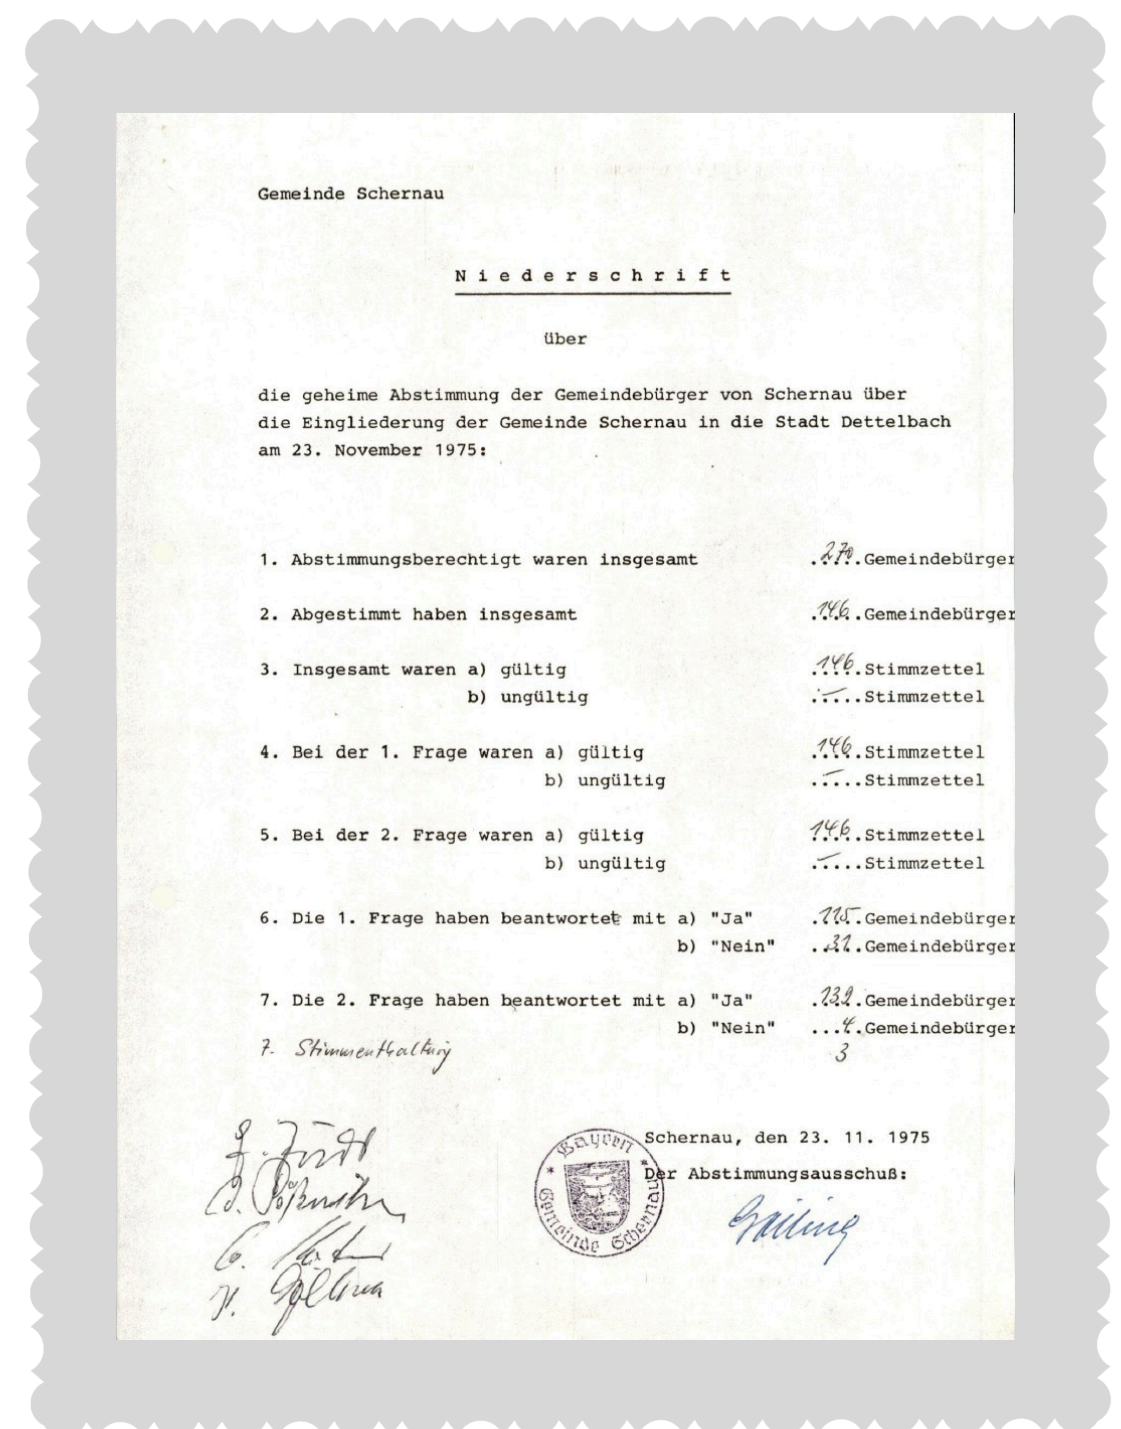 Gemeinde Schernau
Niederschrift
über
die geheime Abstimmung der Gemeindebürger von Schernau über
die Eingliederung der Gemeinde Schernau in die Stadt Dettelbach
am 23. November 1975:
1. Abstimmungsberechtigt waren insgesamt 270 Gemeindebürger
2. Abgestimmt haben insgesamt 146 Gemeindebürger
3. Insgesamt waren a) gültig 146 Stimmzettel
b) ungültig — Stimmzettel
4. Bei der 1. Frage waren a) gültig 146 Stimmzettel
b) ungültig — Stimmzettel
5. Bei der 2. Frage waren a) gültig 146 Stimmzettel
b) ungültig — Stimmzettel
6. Die 1. Frage haben beantwortet mit a) "Ja" 115 Gemeindebürger
b) "Nein" 31 Gemeindebürger
7. Die 2. Frage haben beantwortet mit a) "Ja" Gemeindebürger
b) "Nein" 4 Gemeindebürger
7. Stimmenthaltung 3
Schernau, den 23. 11. 1975
Der Abstimmungsausschuß:
Bayern
Gemeinde Schernau